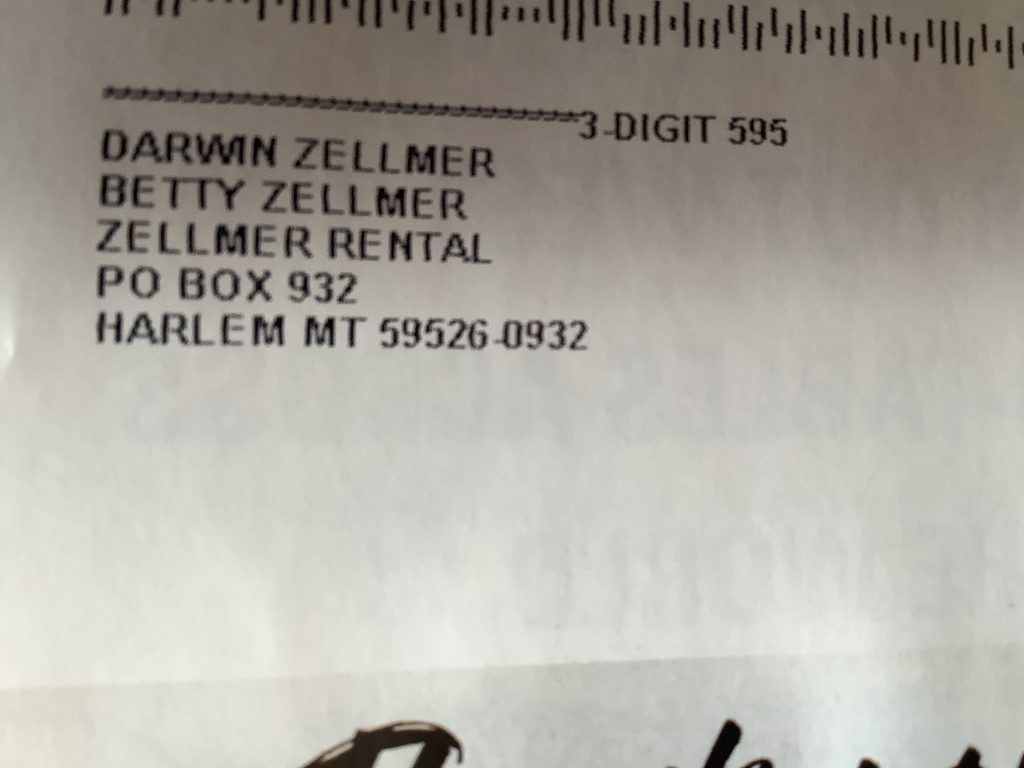 3-DIGIT 595
DARWIN ZELLMER
BETTY ZELLMER
ZELLMER RENTAL
PO BOX 932
HARLEM MT 59526-0932